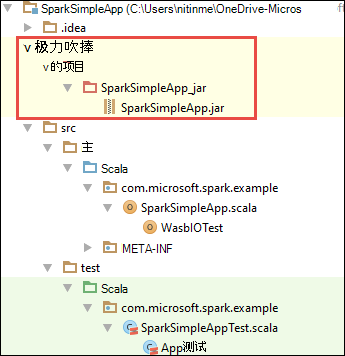 SparkSimpleApp (C:\Users\nitinme\OneDrive-Micros
.idea
v 极力吹捧
v的项目
SparkSimpleApp_jar
SparkSimpleApp.jar
src
主
Scala
com.microsoft.spark.example
SparkSimpleApp.scala
WasbIOTest
META-INF
test
Scala
com.microsoft.spark.example
SparkSimpleAppTest.scala
App测试